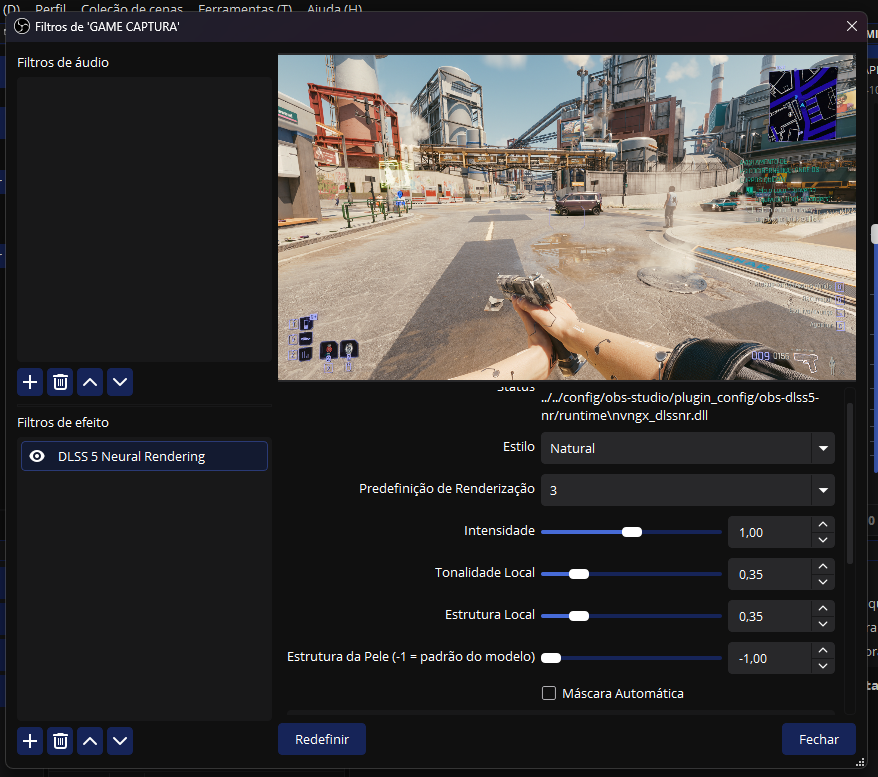 (D) Perfil Coleção de cenas Ferramentas (T) Ajuda (H)
Filtros de 'GAME CAPTURA'
Filtros de áudio
Filtros de efeito
DLSS 5 Neural Rendering
Status
../../config/obs-studio/plugin_config/obs-dlss5-
nr/runtime\nvngx_dlssnr.dll
Estilo Natural
Predefinição de Renderização 3
Intensidade 1,00
Tonalidade Local 0,35
Estrutura Local 0,35
Estrutura da Pele (-1 = padrão do modelo) -1,00
Máscara Automática
Redefinir Fechar